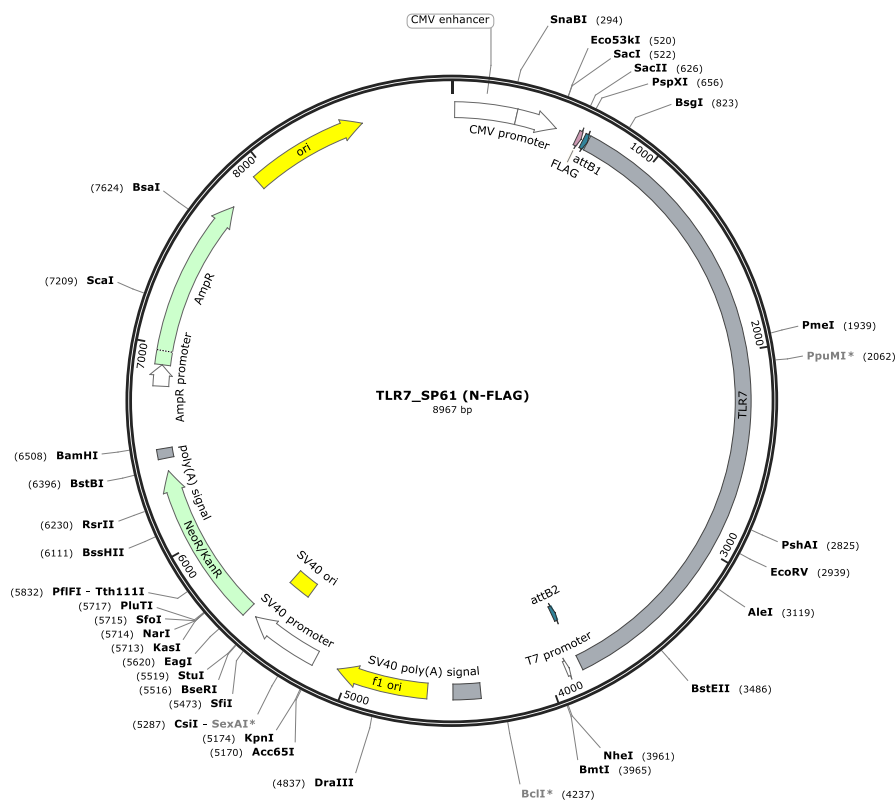 CMV enhancer
SnaBI (294)
Eco53kI (520)
SacI (522)
SacII (626)
PspXI (656)
BsgI (823)
CMV promoter
FLAG
attB1
1000
PmeI (1939)
2000
PpuMI* (2062)
TLR7
TLR7_SP61 (N-FLAG)
8967 bp
PshAI (2825)
3000
EcoRV (2939)
AleI (3119)
BstEII (3486)
attB2
T7 promoter
4000
NheI (3961)
BmtI (3965)
BclI* (4237)
SV40 poly(A) signal
f1 ori
5000
(4837) DraIII
(5170) Acc65I
(5174) KpnI
(5287) CsiI - SexAI*
(5473) SfiI
(5516) BseRI
(5519) StuI
(5620) EagI
(5713) KasI
(5714) NarI
(5715) SfoI
(5717) PluTI
(5832) PflFI - Tth111I
SV40 promoter
SV40 ori
NeoR/KanR
6000
(6111) BssHII
(6230) RsrII
(6396) BstBI
(6508) BamHI
poly(A) signal
AmpR promoter
7000
AmpR
(7209) ScaI
(7624) BsaI
8000
ori